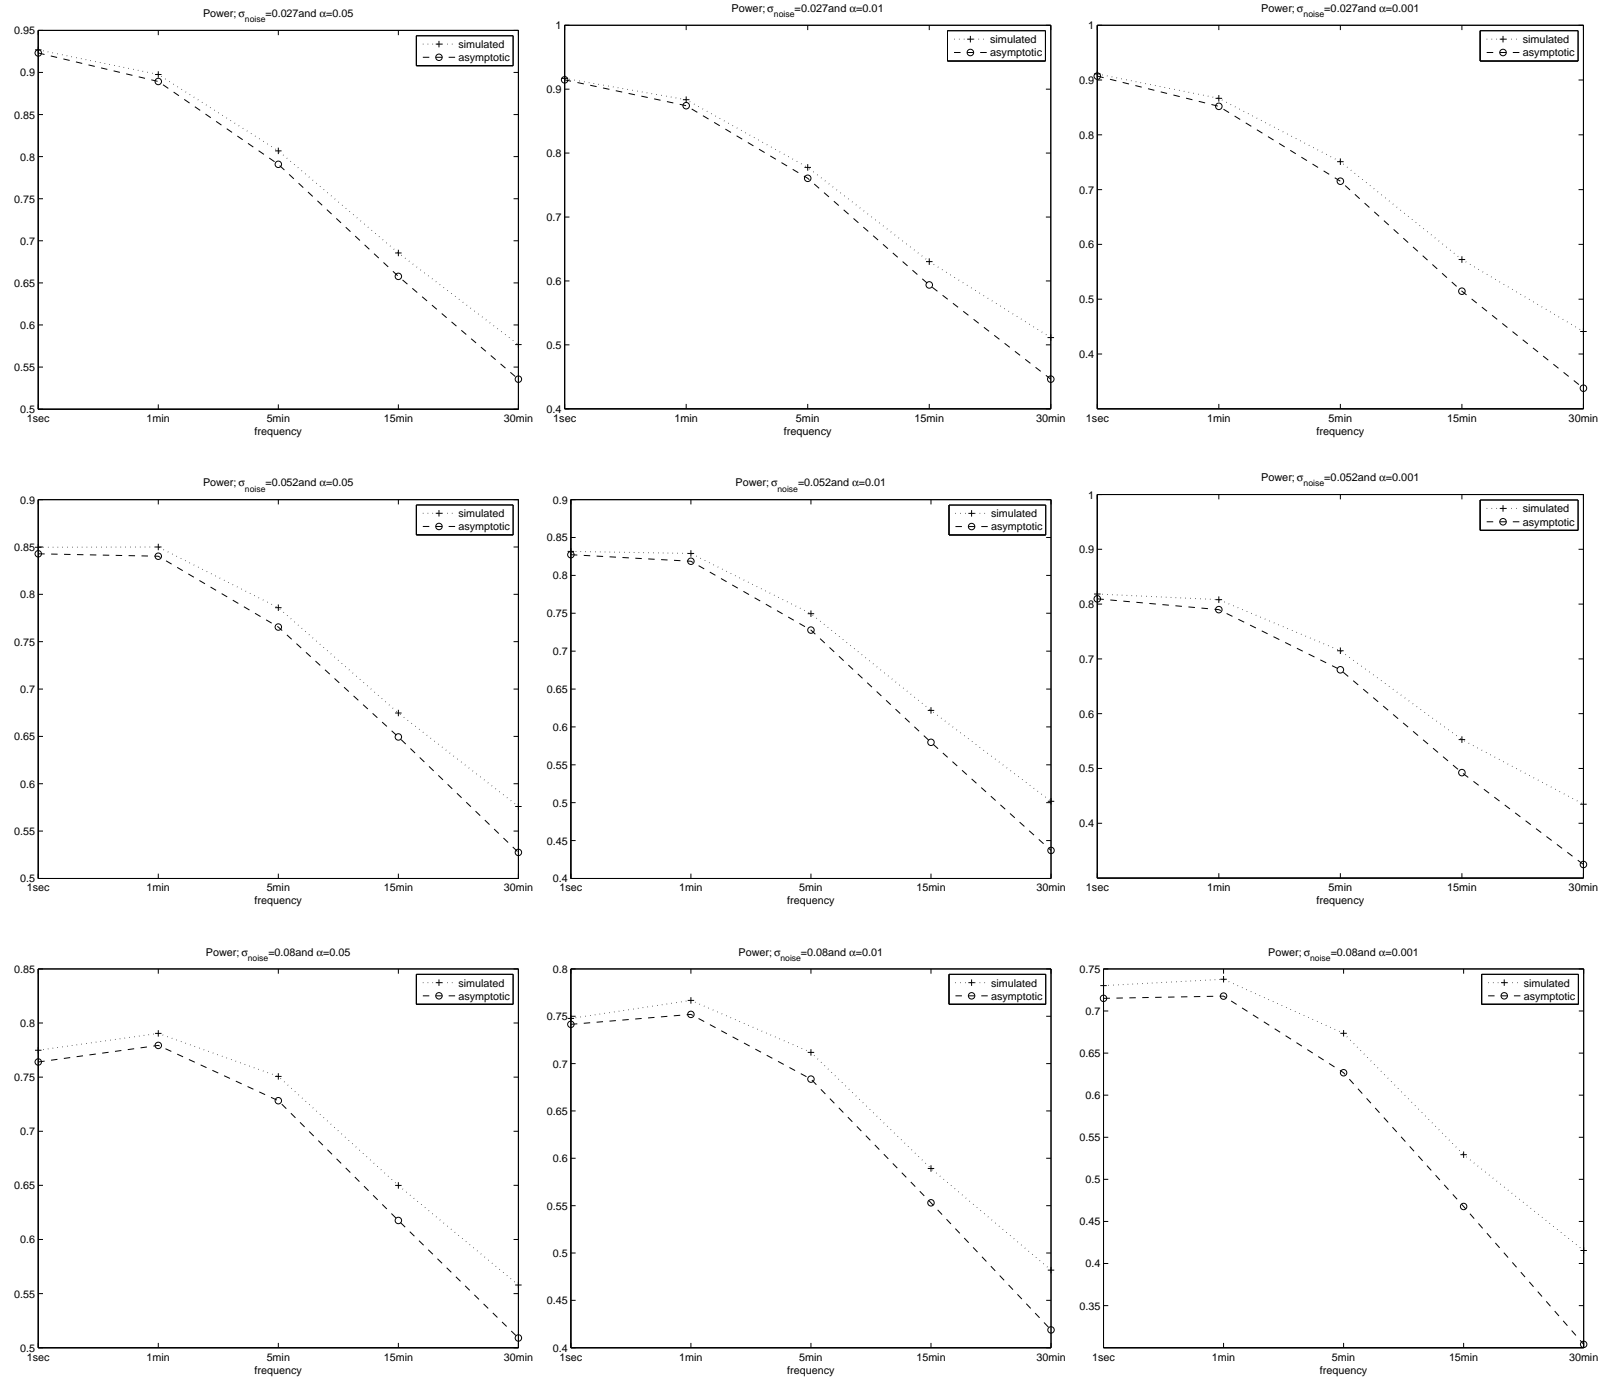 Power; σnoise=0.027and α=0.05
0.95
0.9
0.85
0.8
0.75
0.7
0.65
0.6
0.55
0.5
1sec 1min 5min 15min 30min
frequency
simulated
asymptotic
Power; σnoise=0.027and α=0.01
1
0.9
0.8
0.7
0.6
0.5
0.4
1sec 1min 5min 15min 30min
frequency
simulated
asymptotic
Power; σnoise=0.027and α=0.001
1
0.9
0.8
0.7
0.6
0.5
0.4
1sec 1min 5min 15min 30min
frequency
simulated
asymptotic
Power; σnoise=0.052and α=0.05
0.9
0.85
0.8
0.75
0.7
0.65
0.6
0.55
0.5
1sec 1min 5min 15min 30min
frequency
simulated
asymptotic
Power; σnoise=0.052and α=0.01
0.9
0.85
0.8
0.75
0.7
0.65
0.6
0.55
0.5
0.45
0.4
1sec 1min 5min 15min 30min
frequency
simulated
asymptotic
Power; σnoise=0.052and α=0.001
1
0.9
0.8
0.7
0.6
0.5
0.4
1sec 1min 5min 15min 30min
frequency
simulated
asymptotic
Power; σnoise=0.08and α=0.05
0.85
0.8
0.75
0.7
0.65
0.6
0.55
0.5
1sec 1min 5min 15min 30min
frequency
simulated
asymptotic
Power; σnoise=0.08and α=0.01
0.8
0.75
0.7
0.65
0.6
0.55
0.5
0.45
0.4
1sec 1min 5min 15min 30min
frequency
simulated
asymptotic
Power; σnoise=0.08and α=0.001
0.75
0.7
0.65
0.6
0.55
0.5
0.45
0.4
0.35
1sec 1min 5min 15min 30min
frequency
simulated
asymptotic